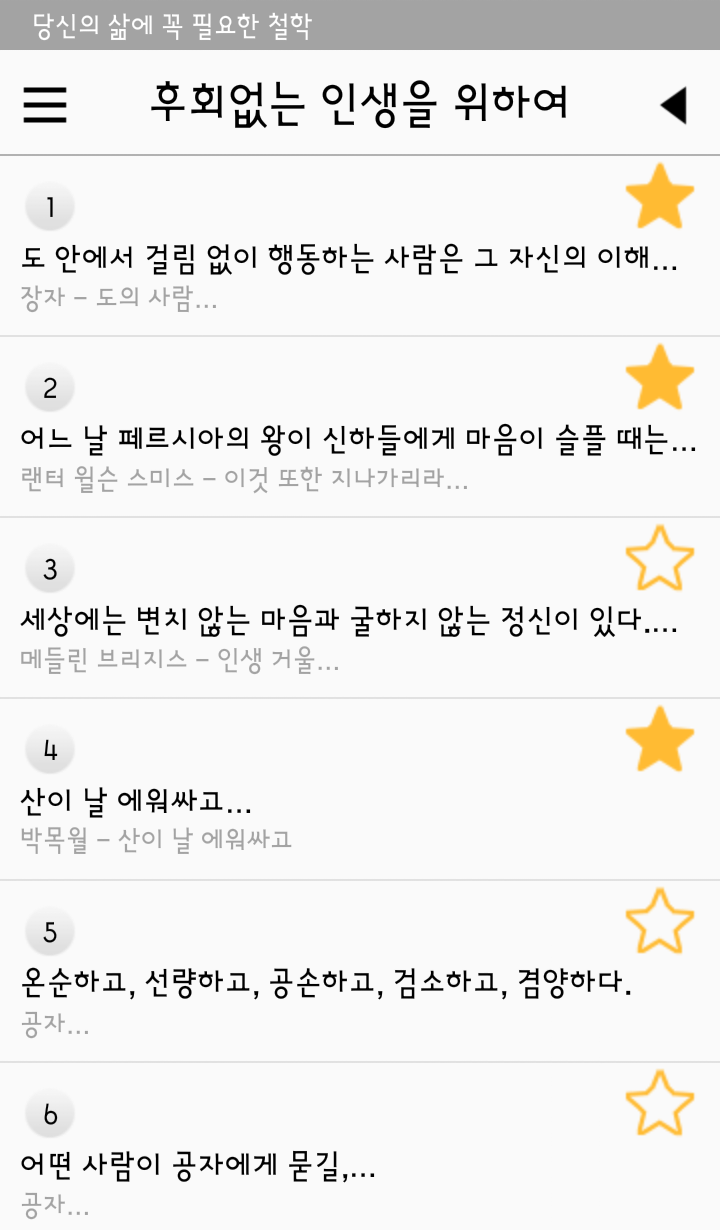 당신의 삶에 꼭 필요한 철학
후회없는 인생을 위하여
1
도 안에서 걸림 없이 행동하는 사람은 그 자신의 이해...
장자 – 도의 사람...
2
어느 날 페르시아의 왕이 신하들에게 마음이 슬플 때는...
랜터 윌슨 스미스 – 이것 또한 지나가리라...
3
세상에는 변치 않는 마음과 굴하지 않는 정신이 있다....
메들린 브리지스 – 인생 거울...
4
산이 날 에워싸고...
박목월 – 산이 날 에워싸고
5
온순하고, 선량하고, 공손하고, 검소하고, 겸양하다.
공자...
6
어떤 사람이 공자에게 묻길,...
공자...